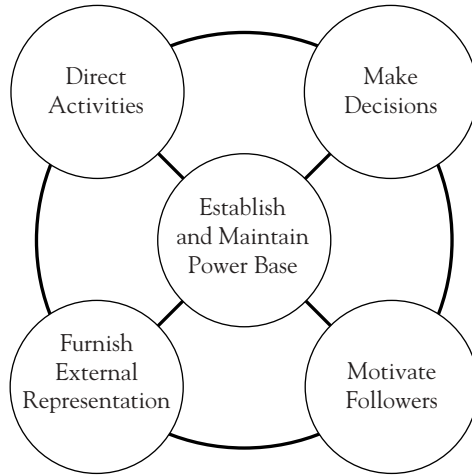 Direct
Activities
Make
Decisions
Establish
and Maintain
Power Base
Furnish
External
Representation
Motivate
Followers